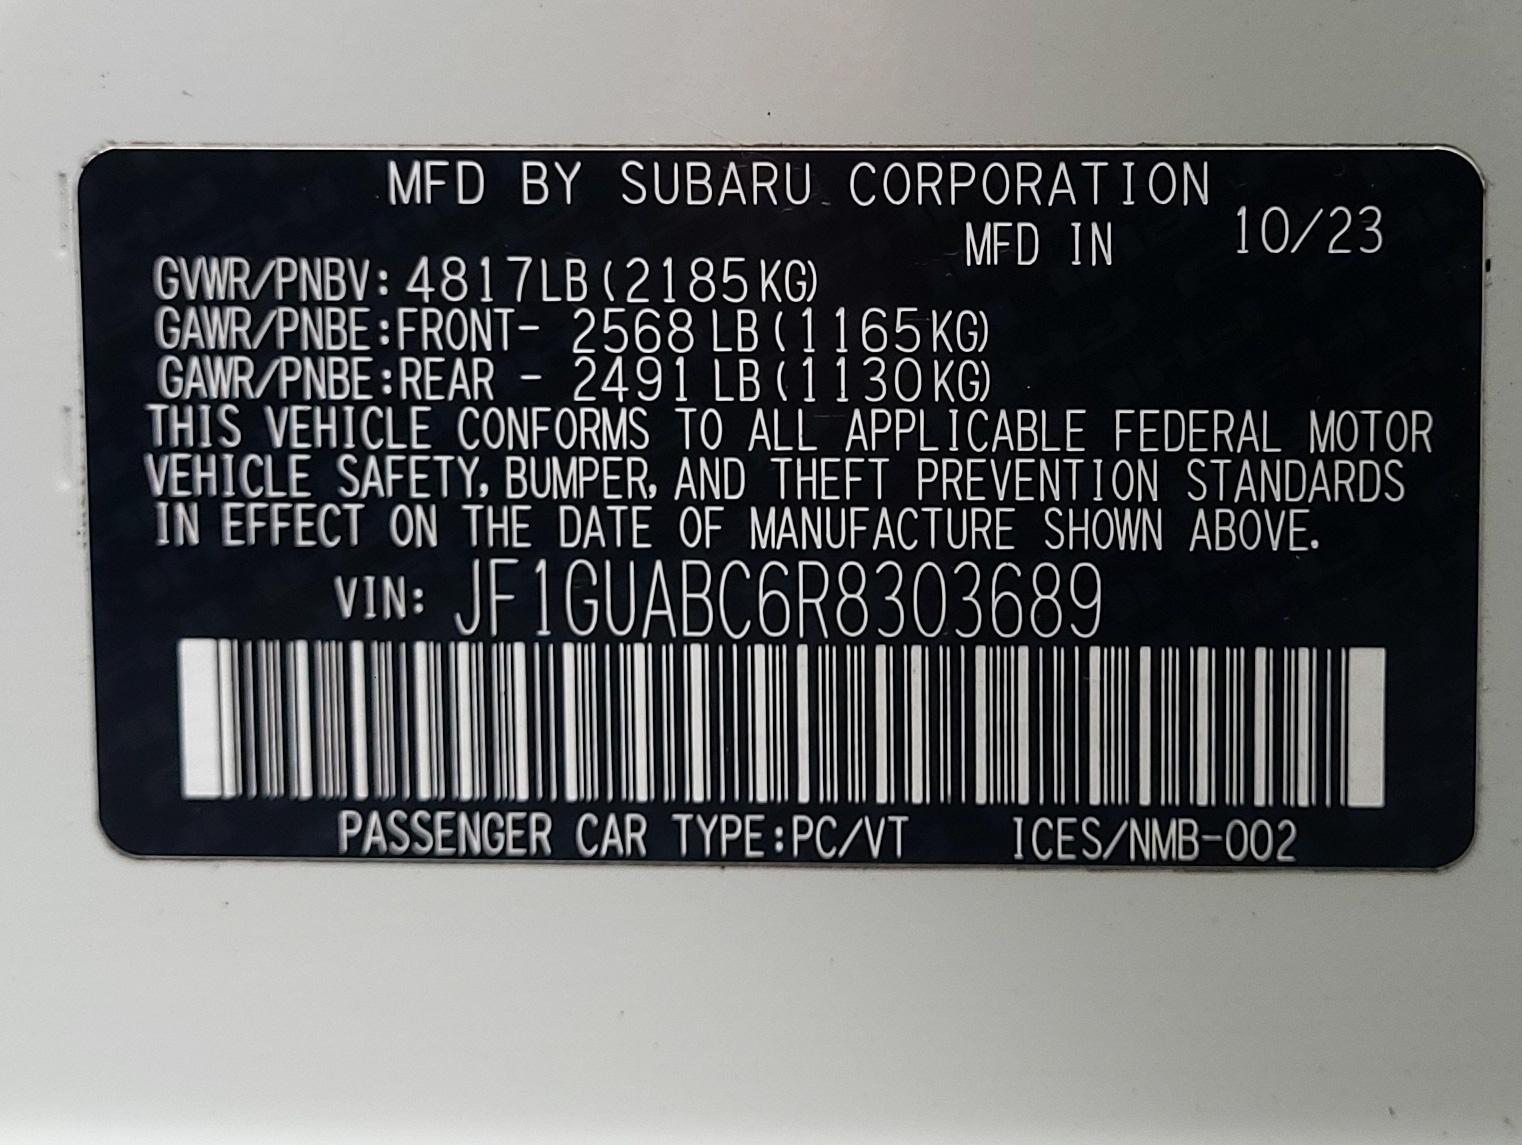 MFD BY SUBARU CORPORATION
MFD IN 10/23
GVWR/PNBV: 4817LB(2185KG)
GAWR/PNBE:FRONT- 2568 LB(1165KG)
GAWR/PNBE:REAR - 2491 LB(1130KG)
THIS VEHICLE CONFORMS TO ALL APPLICABLE FEDERAL MOTOR
VEHICLE SAFETY, BUMPER, AND THEFT PREVENTION STANDARDS
IN EFFECT ON THE DATE OF MANUFACTURE SHOWN ABOVE.
VIN: JF1GUABC6R8303689
PASSENGER CAR TYPE:PC/VT ICES/NMB-002